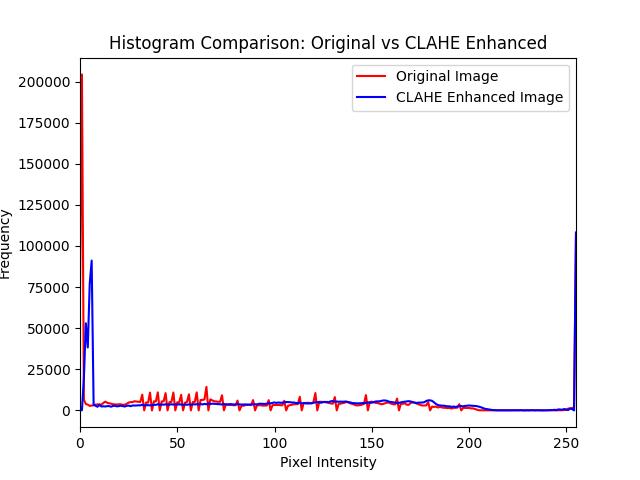 Histogram Comparison: Original vs CLAHE Enhanced
Original Image
CLAHE Enhanced Image
Frequency
200000
175000
150000
125000
100000
75000
50000
25000
0
0 50 100 150 200 250
Pixel Intensity